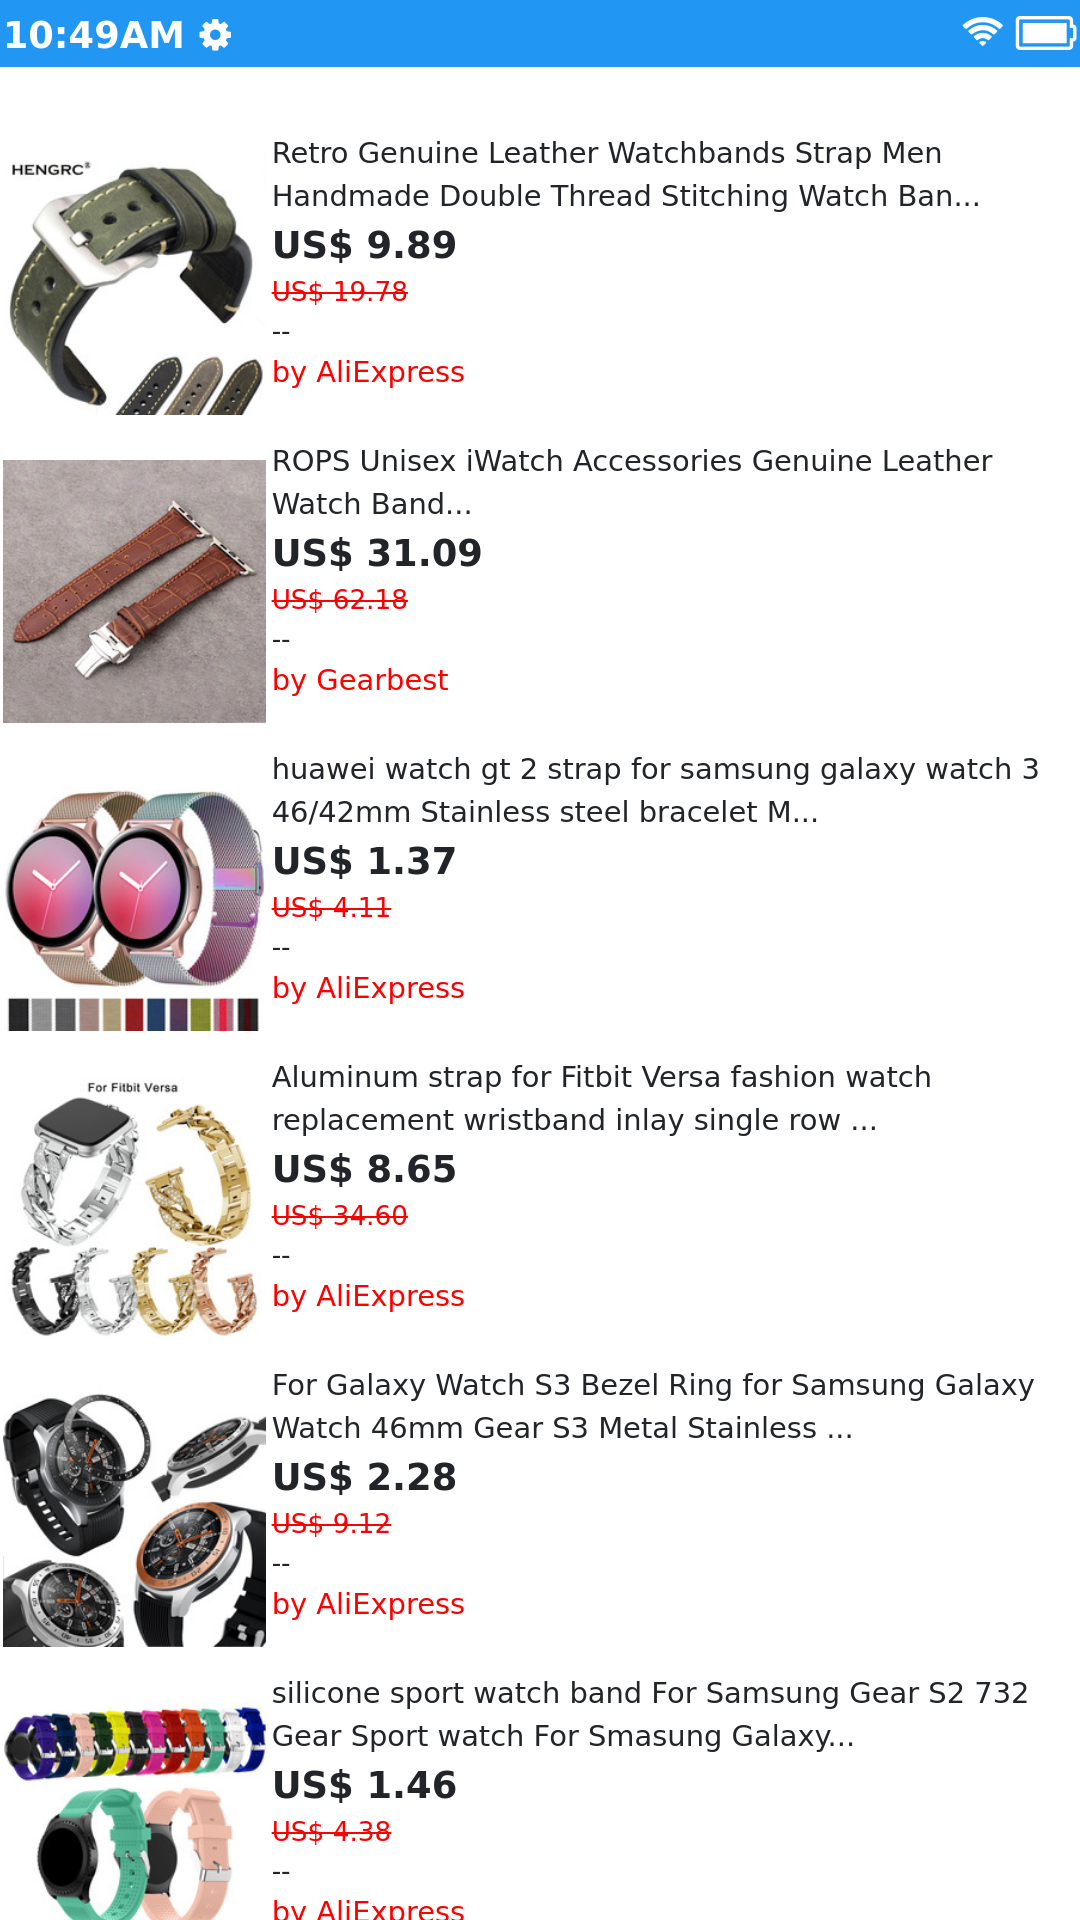 10:49AM
HENGRC®
Retro Genuine Leather Watchbands Strap Men
Handmade Double Thread Stitching Watch Ban...
US$ 9.89
US$ 19.78
--
by AliExpress
ROPS Unisex iWatch Accessories Genuine Leather
Watch Band...
US$ 31.09
US$ 62.18
--
by Gearbest
huawei watch gt 2 strap for samsung galaxy watch 3
46/42mm Stainless steel bracelet M...
US$ 1.37
US$ 4.11
--
by AliExpress
For Fitbit Versa
Aluminum strap for Fitbit Versa fashion watch
replacement wristband inlay single row ...
US$ 8.65
US$ 34.60
--
by AliExpress
For Galaxy Watch S3 Bezel Ring for Samsung Galaxy
Watch 46mm Gear S3 Metal Stainless ...
US$ 2.28
US$ 9.12
--
by AliExpress
silicone sport watch band For Samsung Gear S2 732
Gear Sport watch For Smasung Galaxy...
US$ 1.46
US$ 4.38
--
by AliExpress